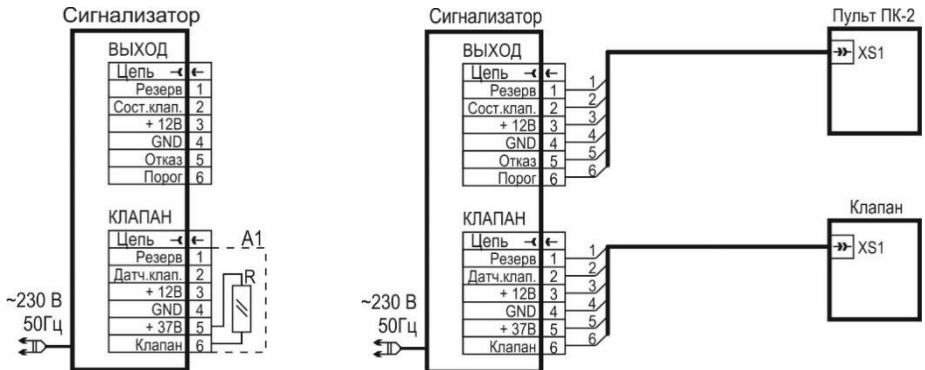 Сигнализатор
ВЫХОД
Цепь
Резерв 1
Сост.клап. 2
+ 12В 3
GND 4
Отказ 5
Порог 6
КЛАПАН
Цепь
Резерв 1
Датч.клап. 2
+ 12В 3
GND 4
+ 37В 5
Клапан 6
A1
R
~230 В
50Гц
Сигнализатор
ВЫХОД
Цепь
Резерв 1 1
Сост.клап. 2 2
+ 12В 3 3
GND 4 4
Отказ 5 5
Порог 6 6
КЛАПАН
Цепь
Резерв 1 1
Датч.клап. 2 2
+ 12В 3 3
GND 4 4
+ 37В 5 5
Клапан 6 6
~230 В
50Гц
Пульт ПК-2
XS1
Клапан
XS1